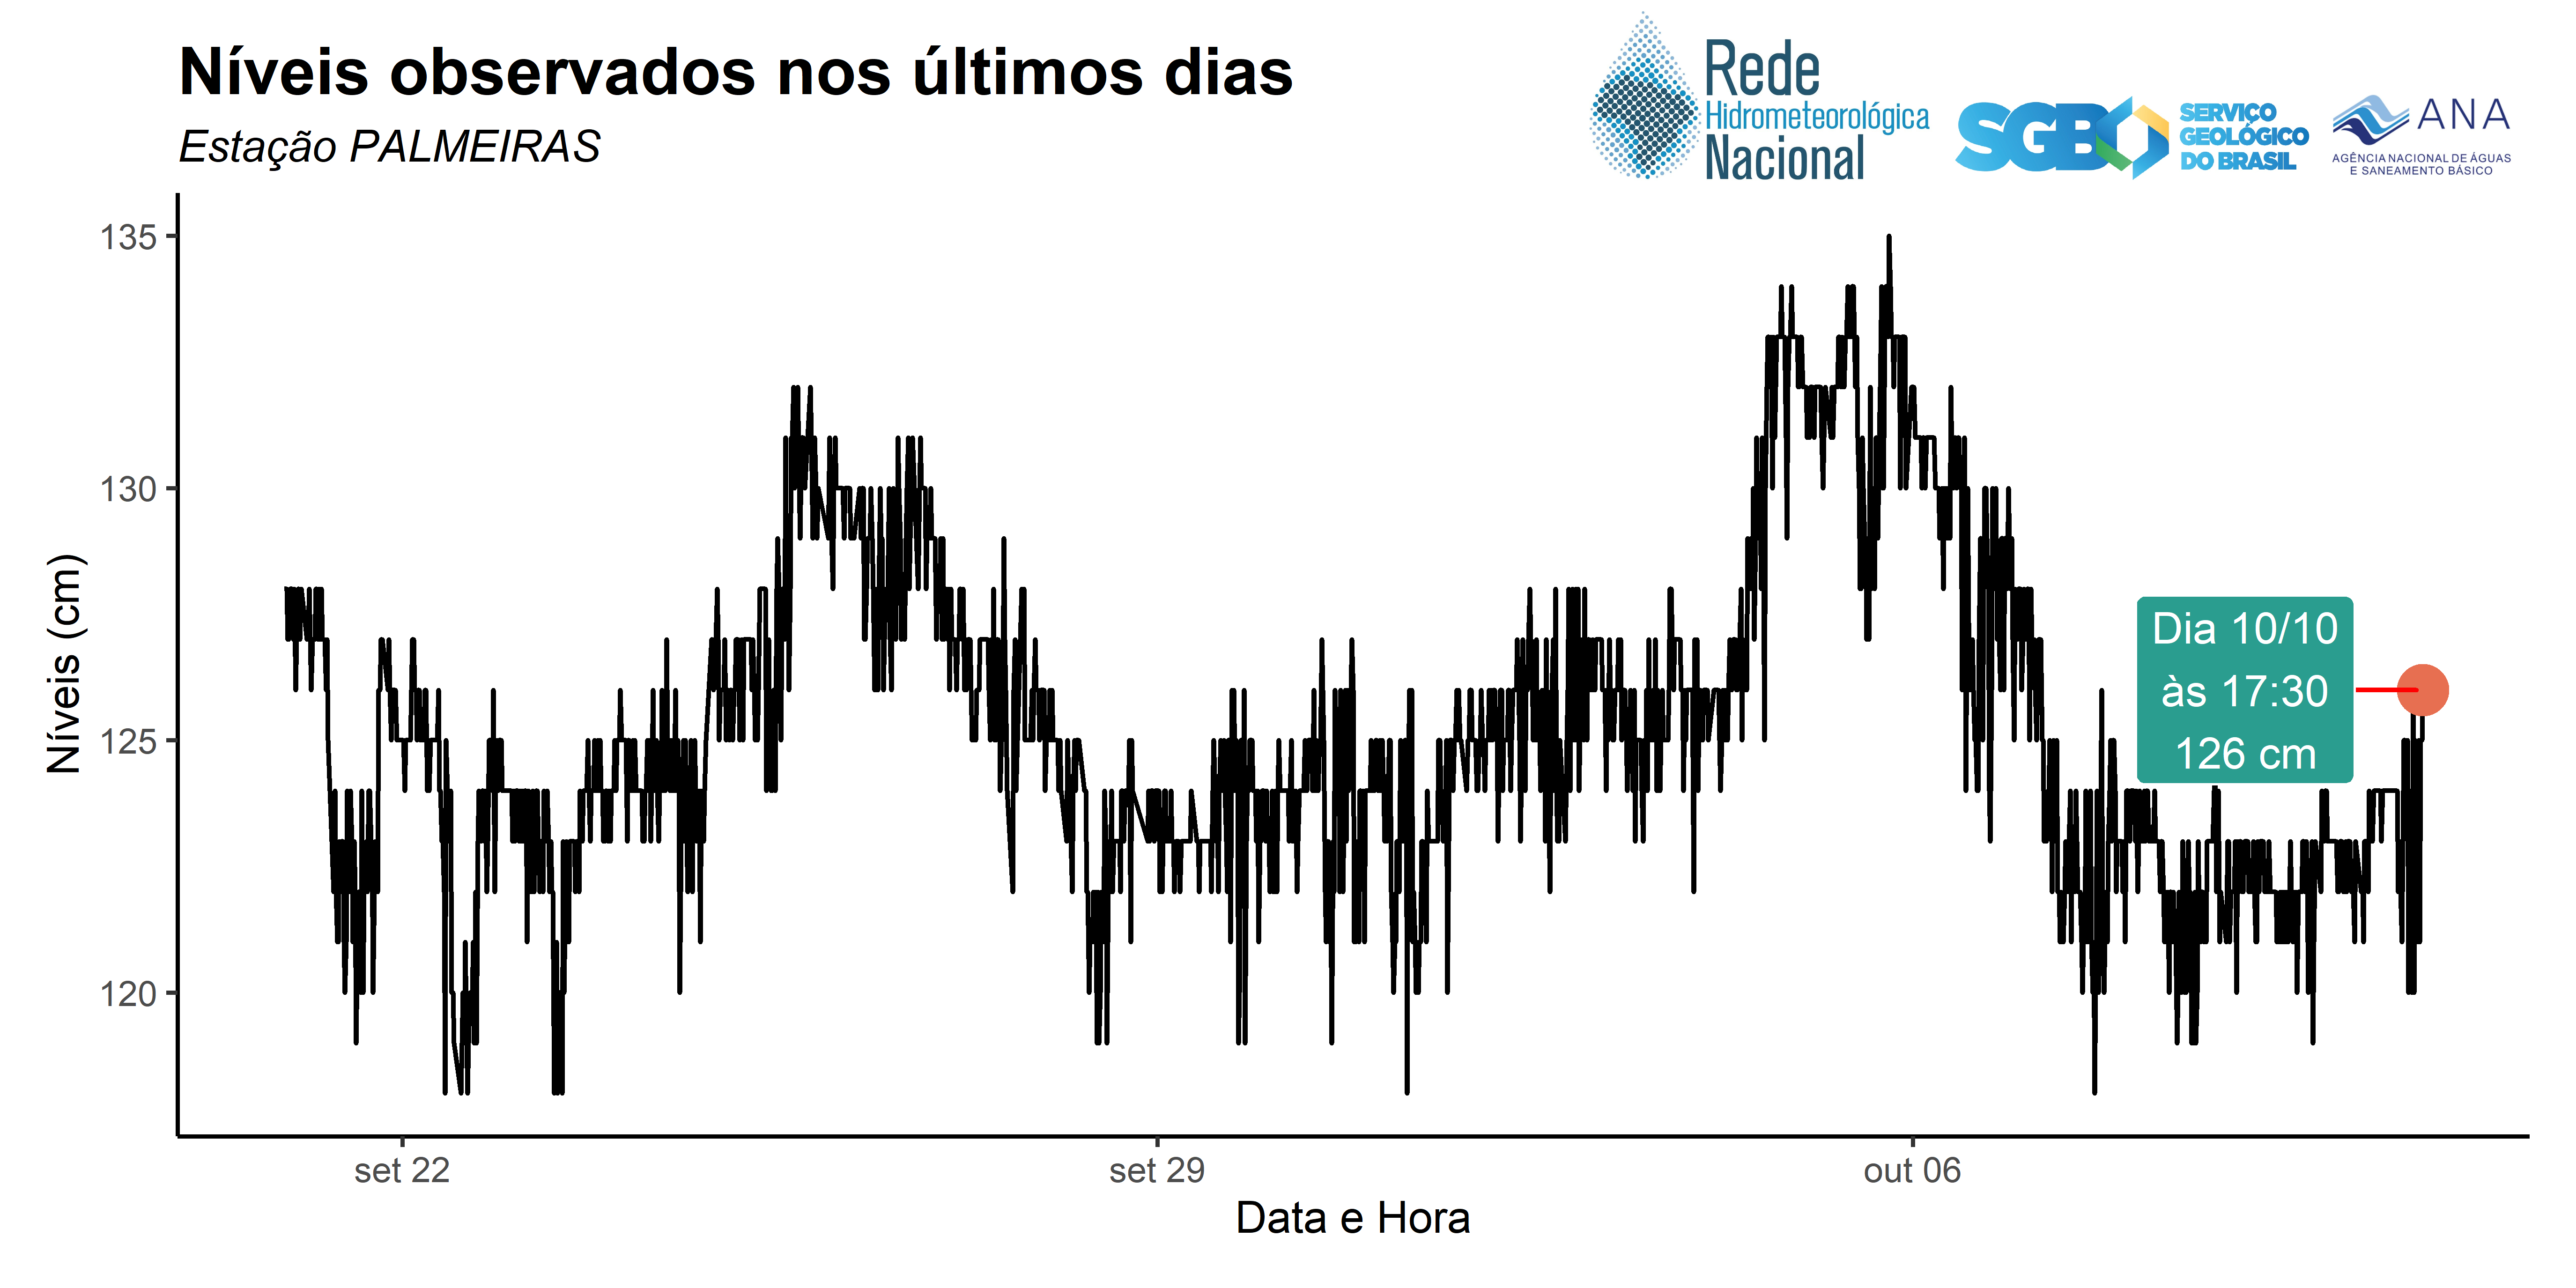 Níveis observados nos últimos dias
Estação PALMEIRAS
Rede
Hidrometeorológica
Nacional
SGB
SERVIÇO
GEOLÓGICO
DO BRASIL
ANA
AGÊNCIA NACIONAL DE ÁGUAS
E SANEAMENTO BÁSICO
135
130
125
120
Níveis (cm)
Dia 10/10
às 17:30
126 cm
set 22
set 29
out 06
Data e Hora